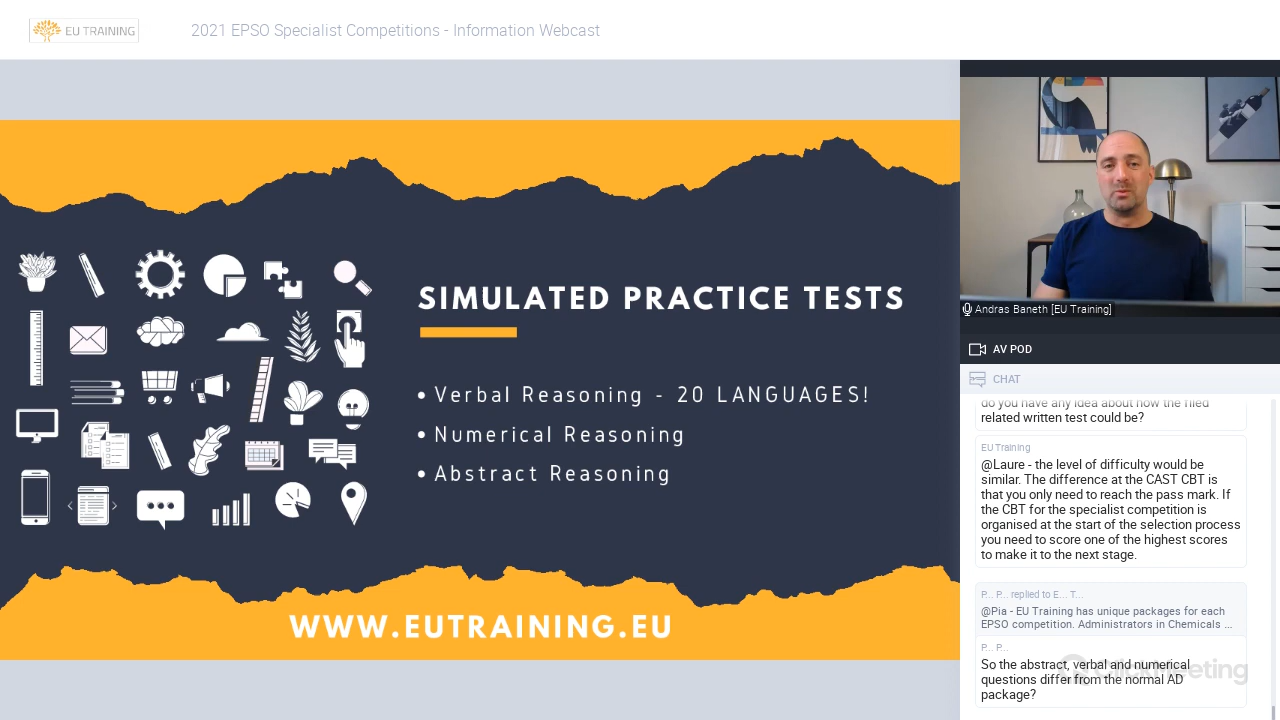 EU TRAINING
2021 EPSO Specialist Competitions - Information Webcast
SIMULATED PRACTICE TESTS
• Verbal Reasoning - 20 LANGUAGES!
• Numerical Reasoning
• Abstract Reasoning
WWW.EUTRAINING.EU
Andras Baneth [EU Training]
AV POD
CHAT
do you have any idea about how the filed
related written test could be?
EU Training
@Laure - the level of difficulty would be
similar. The difference at the CAST CBT is
that you only need to reach the pass mark. If
the CBT for the specialist competition is
organised at the start of the selection process
you need to score one of the highest scores
to make it to the next stage.
P... P... replied to E... T...
@Pia - EU Training has unique packages for each
EPSO competition. Administrators in Chemicals ...
P... P...
So the abstract, verbal and numerical
questions differ from the normal AD
package?
ClickMeeting